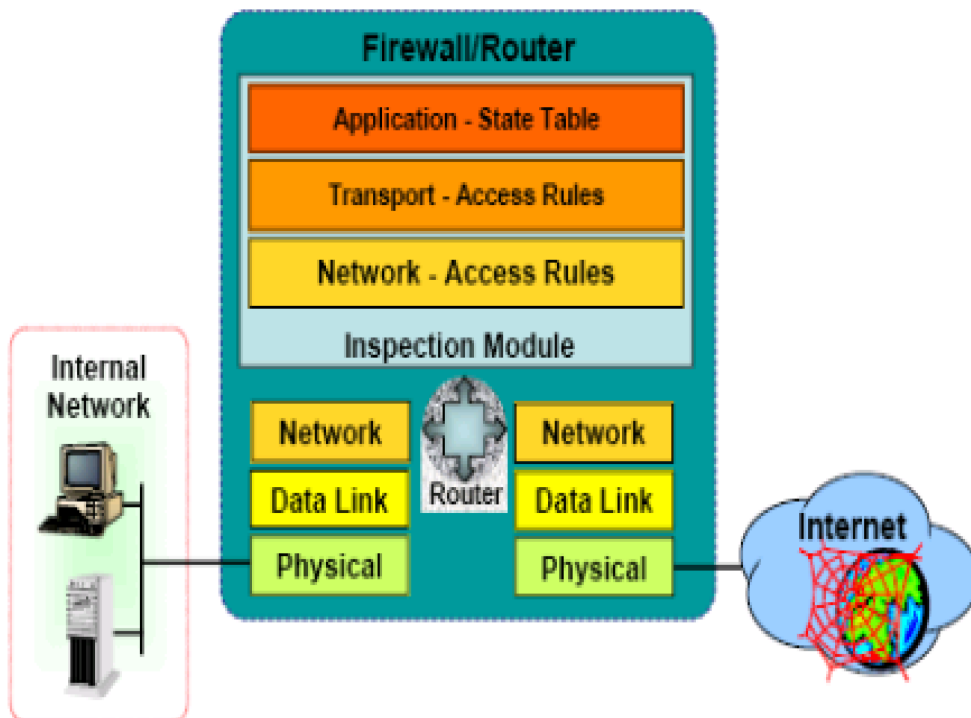 Firewall/Router
Application - State Table
Transport - Access Rules
Network - Access Rules
Inspection Module
Internal
Network
Network
Data Link
Physical
Router
Network
Data Link
Physical
Internet